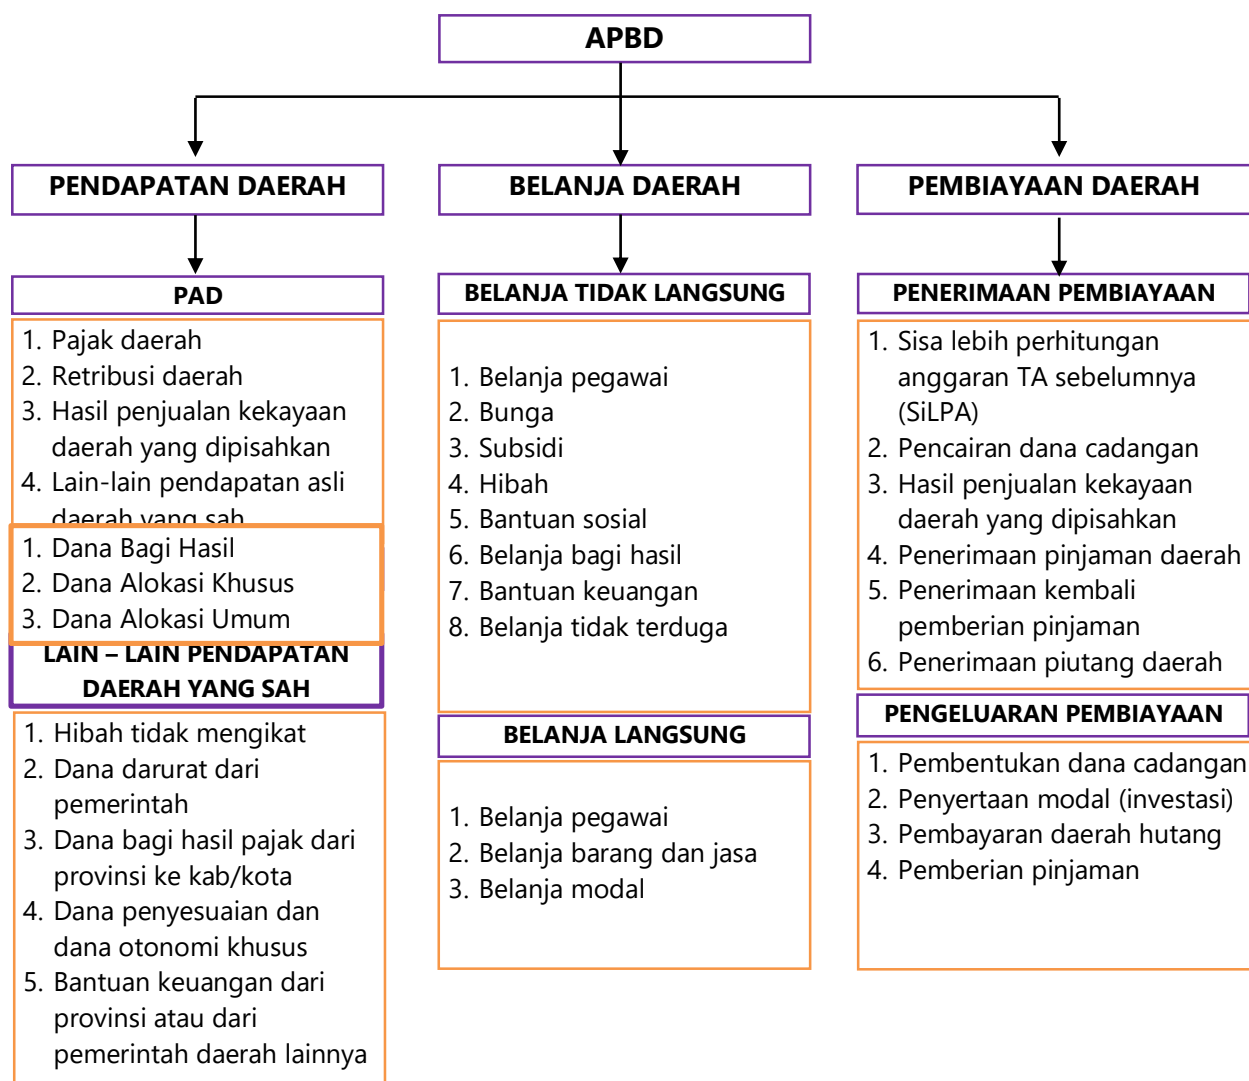 APBD
PENDAPATAN DAERAH
PAD
1. Pajak daerah
2. Retribusi daerah
3. Hasil penjualan kekayaan
daerah yang dipisahkan
4. Lain-lain pendapatan asli
daerah yang sah
1. Dana Bagi Hasil
2. Dana Alokasi Khusus
3. Dana Alokasi Umum
LAIN – LAIN PENDAPATAN
DAERAH YANG SAH
1. Hibah tidak mengikat
2. Dana darurat dari
pemerintah
3. Dana bagi hasil pajak dari
provinsi ke kab/kota
4. Dana penyesuaian dan
dana otonomi khusus
5. Bantuan keuangan dari
provinsi atau dari
pemerintah daerah lainnya
BELANJA DAERAH
BELANJA TIDAK LANGSUNG
1. Belanja pegawai
2. Bunga
3. Subsidi
4. Hibah
5. Bantuan sosial
6. Belanja bagi hasil
7. Bantuan keuangan
8. Belanja tidak terduga
BELANJA LANGSUNG
1. Belanja pegawai
2. Belanja barang dan jasa
3. Belanja modal
PEMBIAYAAN DAERAH
PENERIMAAN PEMBIAYAAN
1. Sisa lebih perhitungan
anggaran TA sebelumnya
(SiLPA)
2. Pencairan dana cadangan
3. Hasil penjualan kekayaan
daerah yang dipisahkan
4. Penerimaan pinjaman daerah
5. Penerimaan kembali
pemberian pinjaman
6. Penerimaan piutang daerah
PENGELUARAN PEMBIAYAAN
1. Pembentukan dana cadangan
2. Penyertaan modal (investasi)
3. Pembayaran daerah hutang
4. Pemberian pinjaman